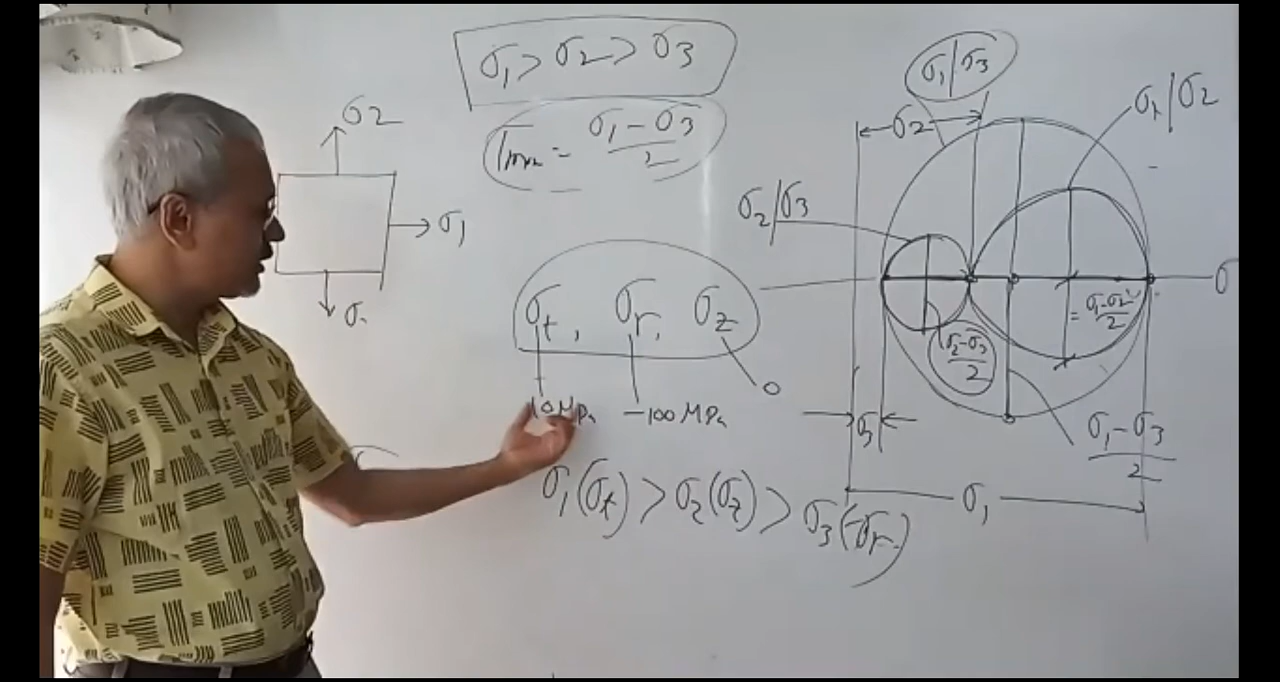 σ₁ > σ₂ > σ₃
τmax = (σ₁ - σ₃)/2
σ₂
σ₁
σt, σr, σz
10 MPa
-100 MPa
0
σ₁(σt) > σ₂(σz) > σ₃(-σr)
σ₁/σ₃
σ₂
σ₁/σ₂
σ₂/σ₃
σ
= (σ₁-σ₂)/2
(σ₂-σ₃)/2
σ₃
(σ₁-σ₃)/2
σ₁